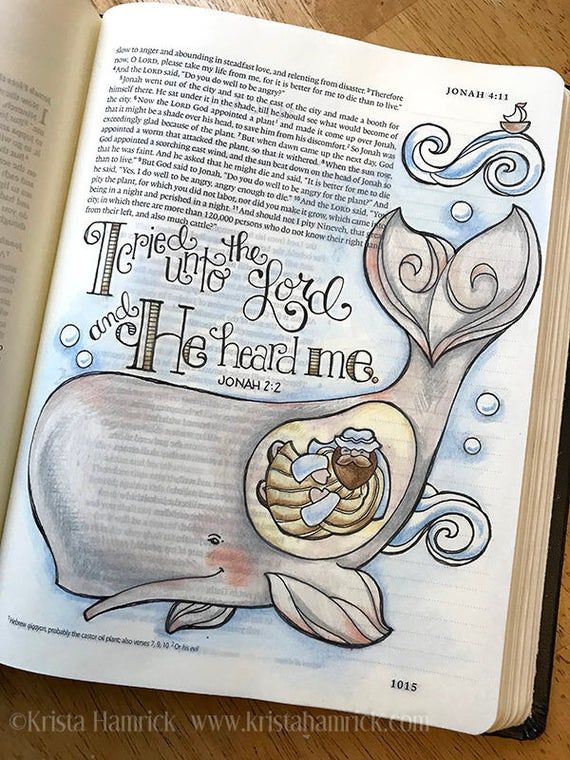 JONAH 4:11
slow to anger and abounding in steadfast love, and relenting from disaster. ³Therefore
now, O LORD, please take my life from me, for it is better for me to die than to live."
⁴And the LORD said, "Do you do well to be angry?"
⁵Jonah went out of the city and sat to the east of the city and made a booth for
himself there. He sat under it in the shade, till he should see what would become of
the city. ⁶Now the LORD God appointed a plant¹ and made it come up over Jonah,
that it might be a shade over his head, to save him from his discomfort.² So Jonah was
exceedingly glad because of the plant. ⁷But when dawn came up the next day, God
appointed a worm that attacked the plant, so that it withered. ⁸When the sun rose,
God appointed a scorching east wind, and the sun beat down on the head of Jonah so
that he was faint. And he asked that he might die and said, "It is better for me to die
than to live." ⁹But God said to Jonah, "Do you do well to be angry for the plant?" And
he said, "Yes, I do well to be angry, angry enough to die." ¹⁰And the LORD said, "You
pity the plant, for which you did not labor, nor did you make it grow, which came into
being in a night and perished in a night. ¹¹And should not I pity Nineveh, that great
city, in which there are more than 120,000 persons who do not know their right hand
from their left, and also much cattle?"
I cried unto the Lord
and He heard me.
JONAH 2:2
¹Hebrew qiqayon, probably the castor oil plant; also verses 7, 9, 10 ²Or his evil
1015
©Krista Hamrick www.kristahamrick.com